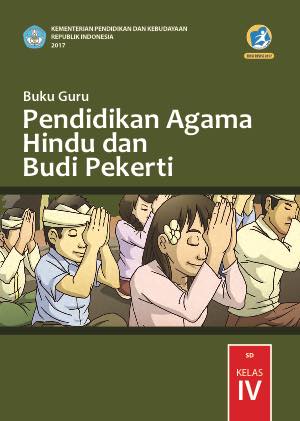 KEMENTERIAN PENDIDIKAN DAN KEBUDAYAAN
REPUBLIK INDONESIA
2017
Buku Guru
Pendidikan Agama
Hindu dan
Budi Pekerti
SD
KELAS
IV